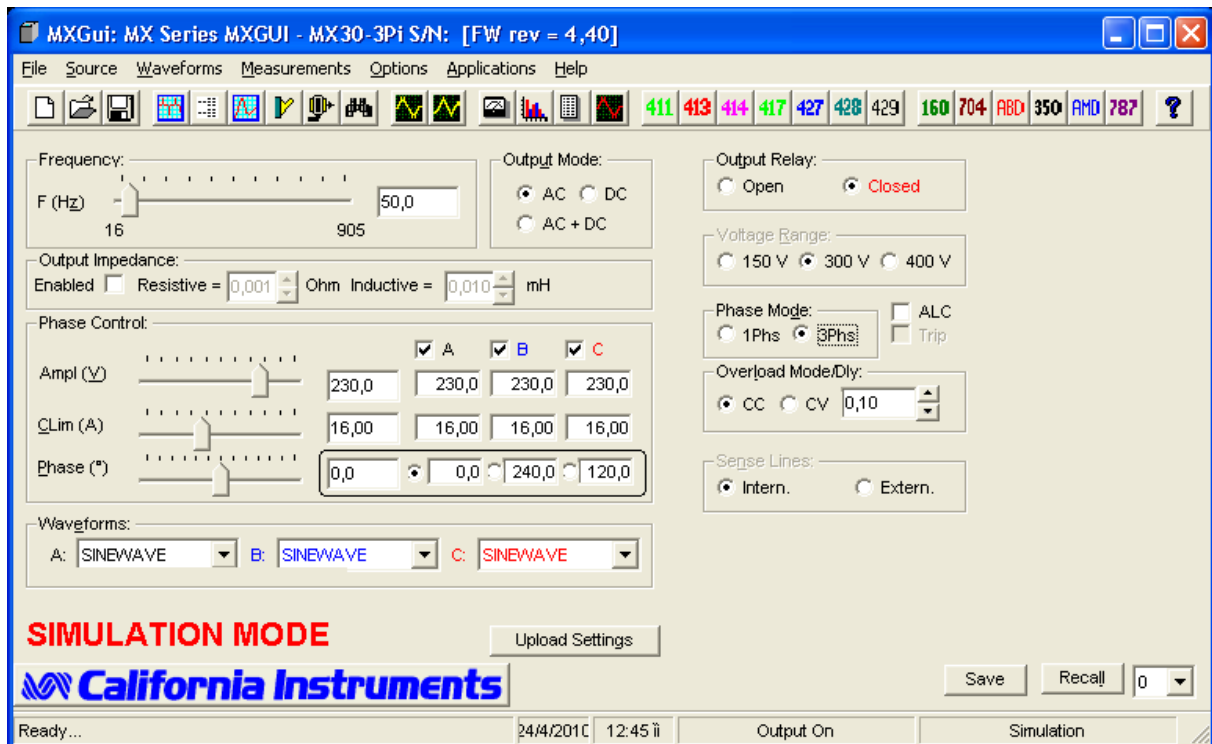 MXGui: MX Series MXGUI - MX30-3Pi S/N: [FW rev = 4,40]
File Source Waveforms Measurements Options Applications Help
411 413 414 417 427 428 429 160 704 ABD 350 AMD 787 ?
Frequency:
F (Hz)
50,0
16 905
Output Mode:
AC DC
AC + DC
Output Relay:
Open Closed
Voltage Range:
150 V 300 V 400 V
Output Impedance:
Enabled Resistive = 0,001 Ohm Inductive = 0,010 mH
Phase Mode:
1Phs 3Phs
ALC
Trip
Phase Control:
A B C
Ampl (V) 230,0 230,0 230,0 230,0
CLim (A) 16,00 16,00 16,00 16,00
Phase (°) 0,0 0,0 240,0 120,0
Overload Mode/Dly:
CC CV 0,10
Sense Lines:
Intern. Extern.
Waveforms:
A: SINEWAVE B: SINEWAVE C: SINEWAVE
SIMULATION MODE
Upload Settings
California Instruments
Save Recall 0
Ready... 24/4/201 12:45 ìì Output On Simulation